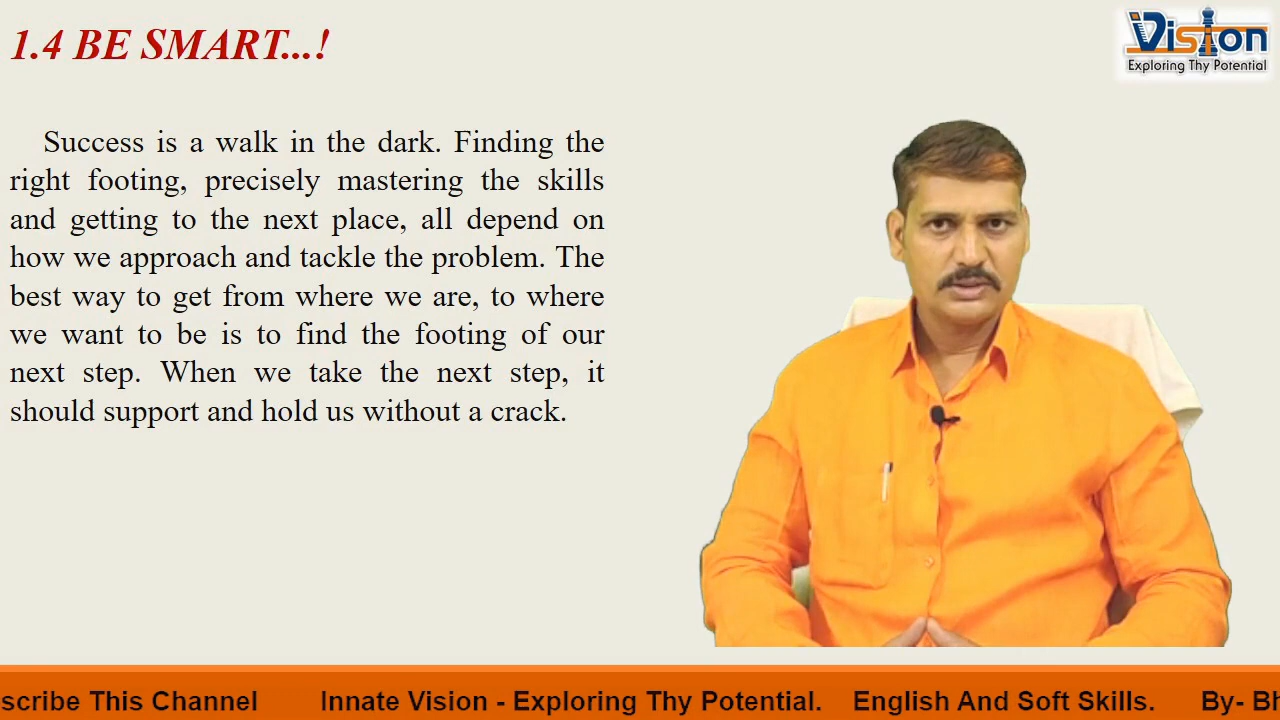 1.4 BE SMART...!
Vision
Exploring Thy Potential
Success is a walk in the dark. Finding the
right footing, precisely mastering the skills
and getting to the next place, all depend on
how we approach and tackle the problem. The
best way to get from where we are, to where
we want to be is to find the footing of our
next step. When we take the next step, it
should support and hold us without a crack.
scribe This Channel Innate Vision - Exploring Thy Potential. English And Soft Skills. By- Bh